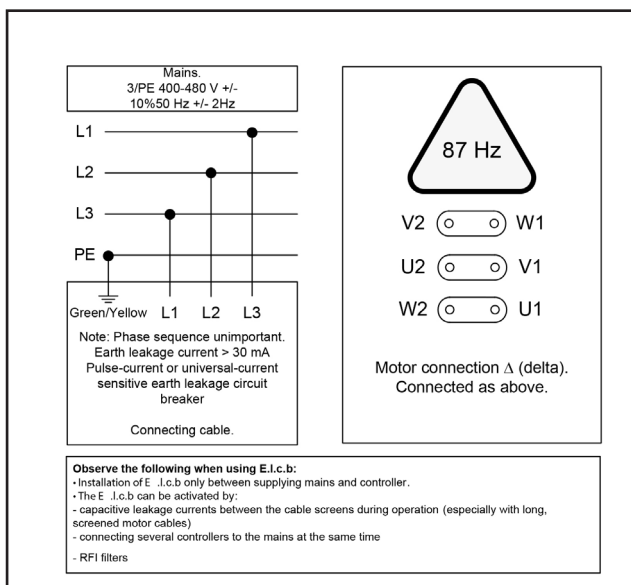 Mains.
3/PE 400-480 V +/-
10%50 Hz +/- 2Hz
L1
L2
L3
PE
Green/Yellow L1 L2 L3
Note: Phase sequence unimportant.
Earth leakage current > 30 mA
Pulse-current or universal-current
sensitive earth leakage circuit
breaker
Connecting cable.
87 Hz
V2 W1
U2 V1
W2 U1
Motor connection Δ (delta).
Connected as above.
Observe the following when using E.l.c.b:
• Installation of E .l.c.b only between supplying mains and controller.
• The E .l.c.b can be activated by:
- capacitive leakage currents between the cable screens during operation (especially with long,
screened motor cables)
- connecting several controllers to the mains at the same time
- RFI filters